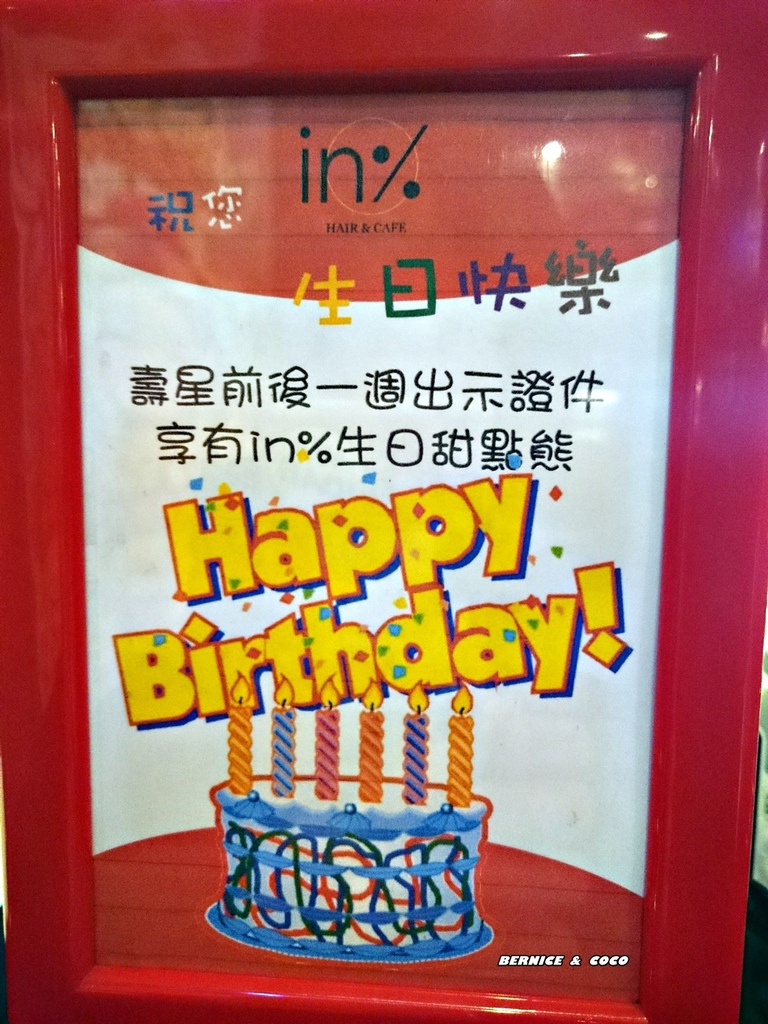 in%
HAIR & CAFE
祝您
生日快樂
壽星前後一週出示證件
享有in%生日甜點熊
Happy
Birthday!
BERNICE & COCO